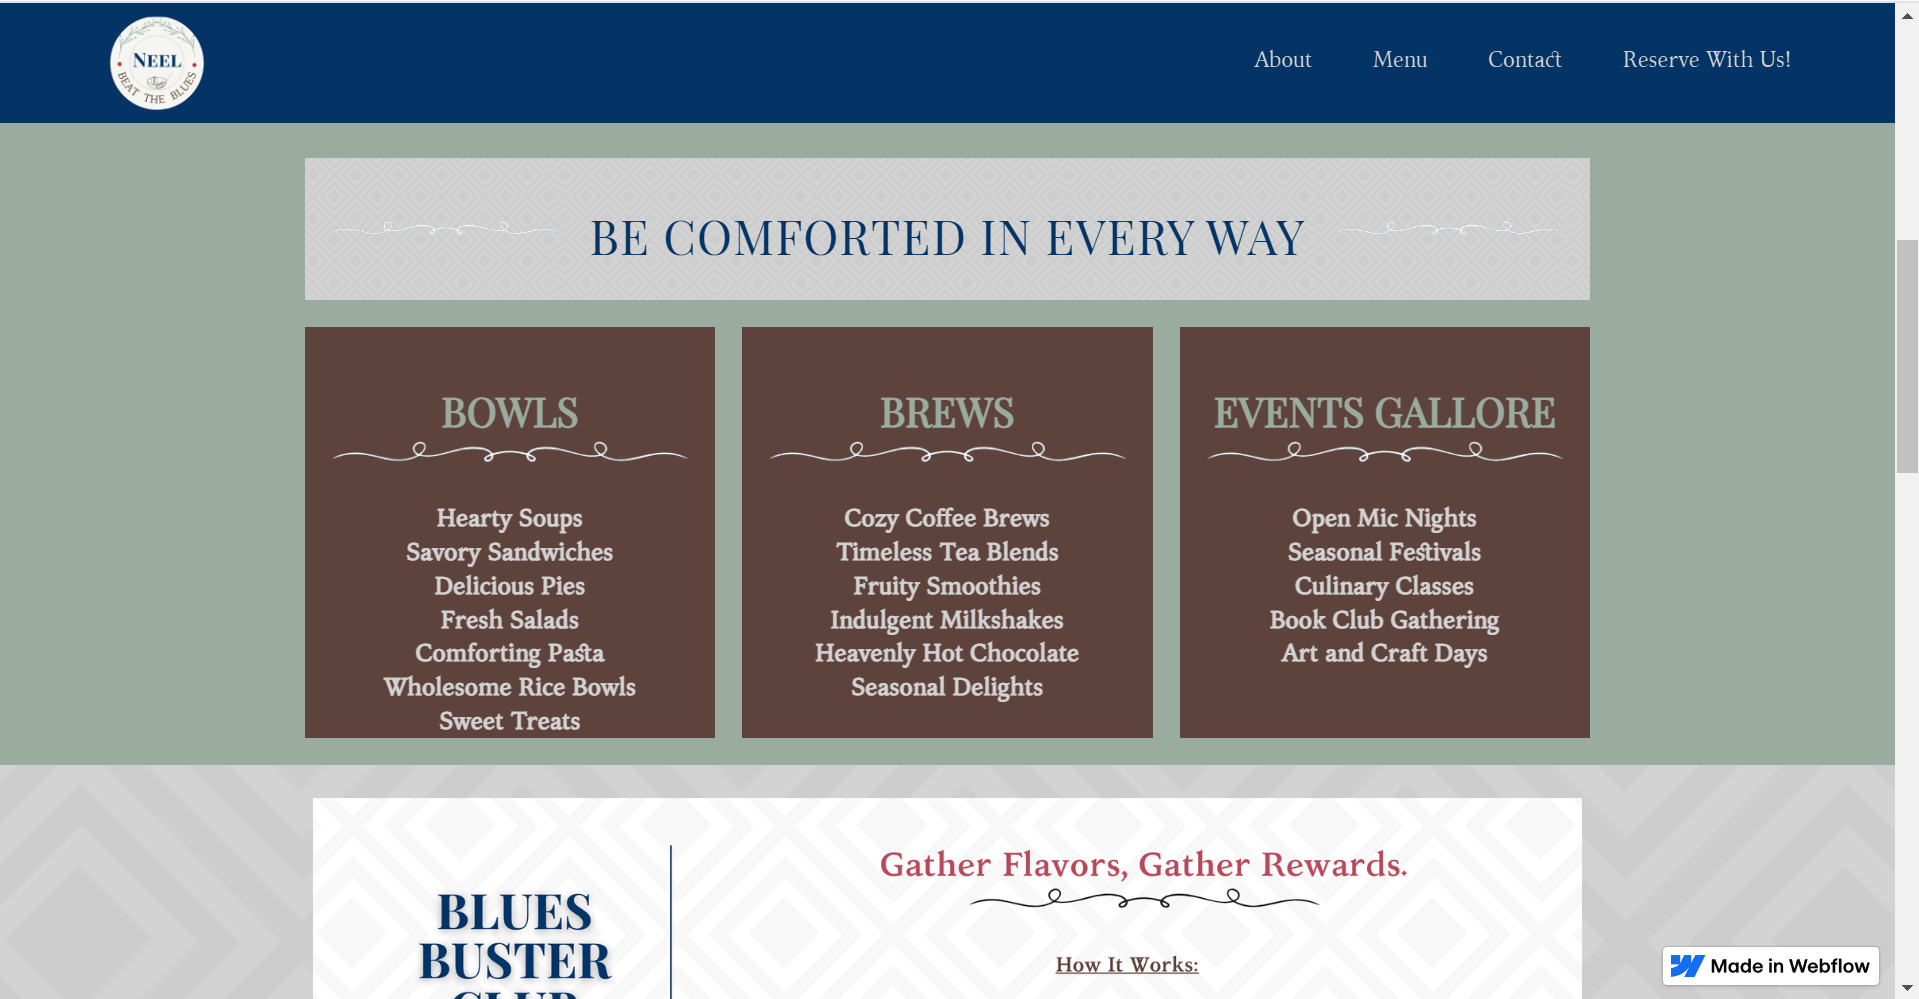 NEEL
BEAT THE BLUES
About
Menu
Contact
Reserve With Us!
BE COMFORTED IN EVERY WAY
BOWLS
Hearty Soups
Savory Sandwiches
Delicious Pies
Fresh Salads
Comforting Pasta
Wholesome Rice Bowls
Sweet Treats
BREWS
Cozy Coffee Brews
Timeless Tea Blends
Fruity Smoothies
Indulgent Milkshakes
Heavenly Hot Chocolate
Seasonal Delights
EVENTS GALLORE
Open Mic Nights
Seasonal Festivals
Culinary Classes
Book Club Gathering
Art and Craft Days
BLUES
BUSTER
CLUB
Gather Flavors, Gather Rewards.
How It Works:
Made in Webflow